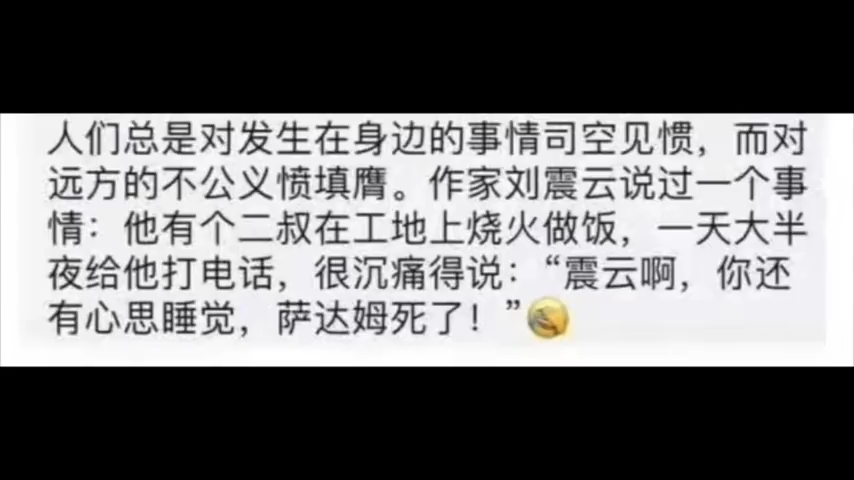 人们总是对发生在身边的事情司空见惯，而对
远方的不公义愤填膺。作家刘震云说过一个事
情：他有个二叔在工地上烧火做饭，一天大半
夜给他打电话，很沉痛得说：“震云啊，你还
有心思睡觉，萨达姆死了！”